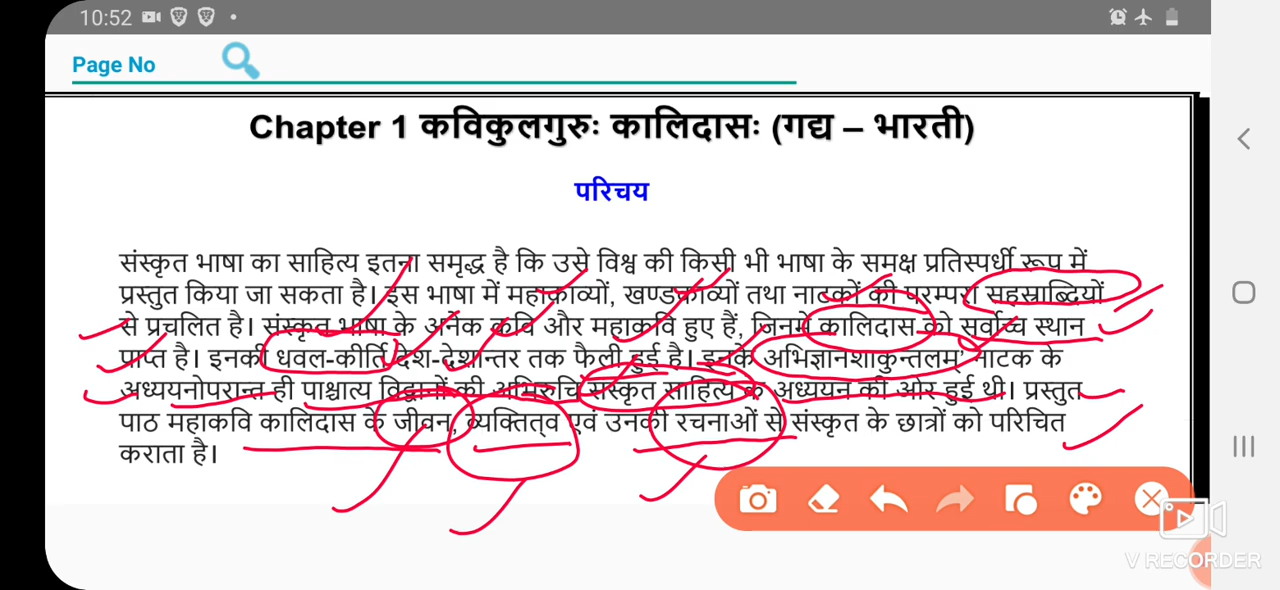 10:52
Page No
Chapter 1 कविकुलगुरुः कालिदासः (गद्य – भारती)
परिचय
संस्कृत भाषा का साहित्य इतना समृद्ध है कि उसे विश्व की किसी भी भाषा के समक्ष प्रतिस्पर्धी रूप में
प्रस्तुत किया जा सकता है। इस भाषा में महाकाव्यों, खण्डकाव्यों तथा नाटकों की परम्परा सहस्राब्दियों
से प्रचलित है। संस्कृत भाषा के अनेक कवि और महाकवि हुए हैं, जिनमें कालिदास को सर्वोच्च स्थान
प्राप्त है। इनकी धवल-कीर्ति देश-देशान्तर तक फैली हुई है। इनके अभिज्ञानशाकुन्तलम्' नाटक के
अध्ययनोपरान्त ही पाश्चात्य विद्वानों की अभिरुचि संस्कृत साहित्य के अध्ययन की ओर हुई थी। प्रस्तुत
पाठ महाकवि कालिदास के जीवन, व्यक्तित्व एवं उनकी रचनाओं से संस्कृत के छात्रों को परिचित
कराता है।
V RECORDER